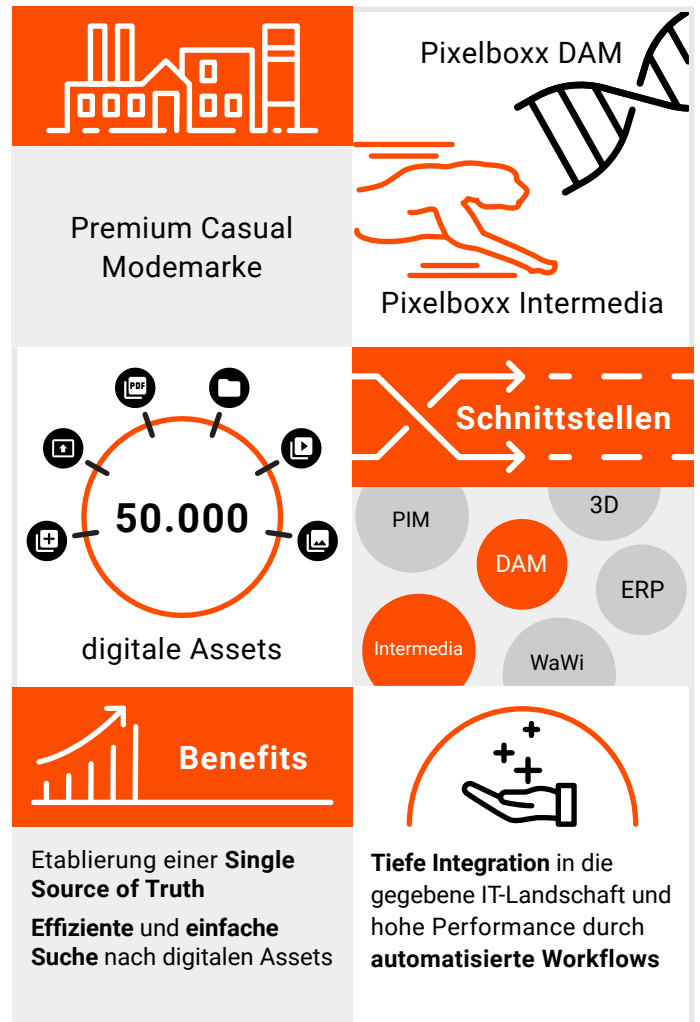 Pixelboxx DAM
Premium Casual
Modemarke
Pixelboxx Intermedia
PDF
50.000
digitale Assets
Schnittstellen
PIM
3D
DAM
ERP
Intermedia
WaWi
Benefits
Etablierung einer Single
Source of Truth
Effiziente und einfache
Suche nach digitalen Assets
Tiefe Integration in die
gegebene IT-Landschaft und
hohe Performance durch
automatisierte Workflows